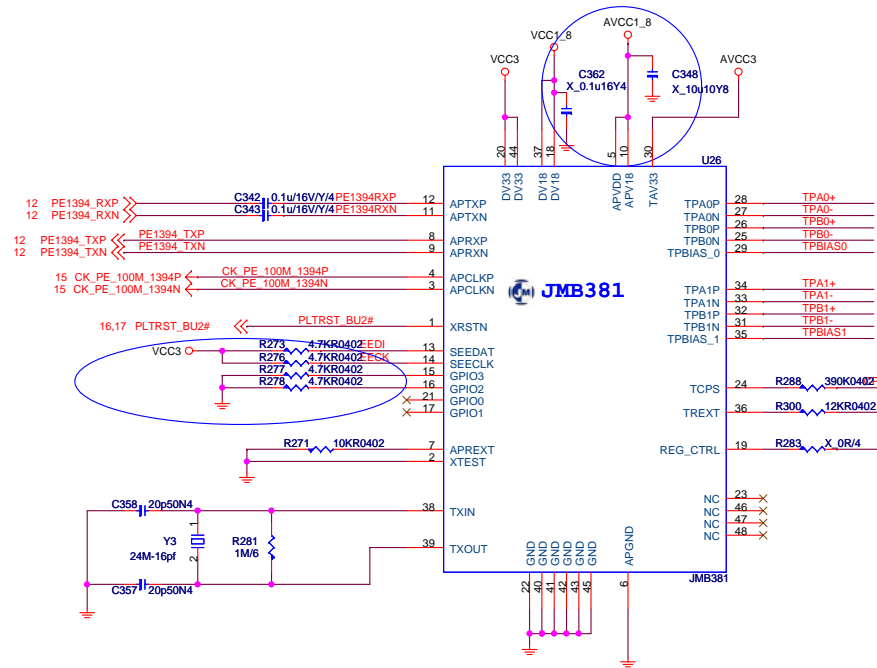 VCC3
VCC1_8
AVCC1_8
AVCC3
C362
X_0.1u16Y4
C348
X_10u10Y8
20
44
37
18
5
10
30
U26
DV33
DV33
DV18
DV18
APVDD
APV18
TAV33
12 PE1394_RXP
C342 0.1u/16V/Y/4 PE1394RXP
12 APTXP
12 PE1394_RXN
C343 0.1u/16V/Y/4 PE1394RXN
11 APTXN
12 PE1394_TXP
PE1394_TXP
8 APRXP
12 PE1394_TXN
PE1394_TXN
9 APRXN
15 CK_PE_100M_1394P
CK_PE_100M_1394P
4 APCLKP
15 CK_PE_100M_1394N
CK_PE_100M_1394N
3 APCLKN
16,17 PLTRST_BU2#
PLTRST_BU2#
1 XRSTN
VCC3
R273 4.7KR0402 EEDI
13 SEEDAT
R276 4.7KR0402 EECK
14 SEECLK
R277 4.7KR0402
15 GPIO3
R278 4.7KR0402
16 GPIO2
21 GPIO0
17 GPIO1
R271 10KR0402
7 APREXT
2 XTEST
C358 20p50N4
38 TXIN
Y3
24M-16pf
1
2
R281
1M/6
39 TXOUT
C357 20p50N4
JM JMB381
TPA0P 28 TPA0+
TPA0N 27 TPA0-
TPB0P 26 TPB0+
TPB0N 25 TPB0-
TPBIAS_0 29 TPBIAS0
TPA1P 34 TPA1+
TPA1N 33 TPA1-
TPB1P 32 TPB1+
TPB1N 31 TPB1-
TPBIAS_1 35 TPBIAS1
TCPS 24 R288 390K0402
TREXT 36 R300 12KR0402
REG_CTRL 19 R283 X_0R/4
NC 23
NC 46
NC 47
NC 48
GND
GND
GND
GND
GND
GND
APGND
JMB381
22
40
41
42
43
45
6